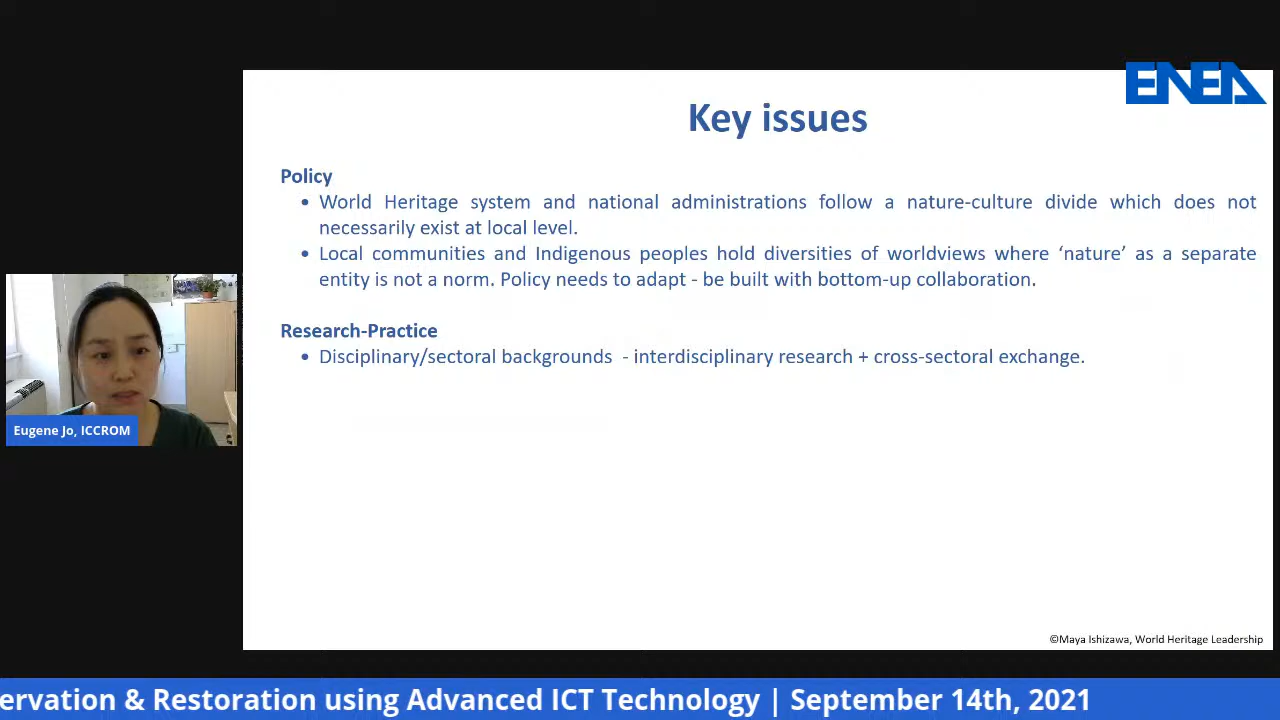 ENEA
Key issues
Policy
• World Heritage system and national administrations follow a nature-culture divide which does not
necessarily exist at local level.
• Local communities and Indigenous peoples hold diversities of worldviews where ‘nature’ as a separate
entity is not a norm. Policy needs to adapt - be built with bottom-up collaboration.
Research-Practice
• Disciplinary/sectoral backgrounds - interdisciplinary research + cross-sectoral exchange.
Eugene Jo, ICCROM
©Maya Ishizawa, World Heritage Leadership
ervation & Restoration using Advanced ICT Technology | September 14th, 2021